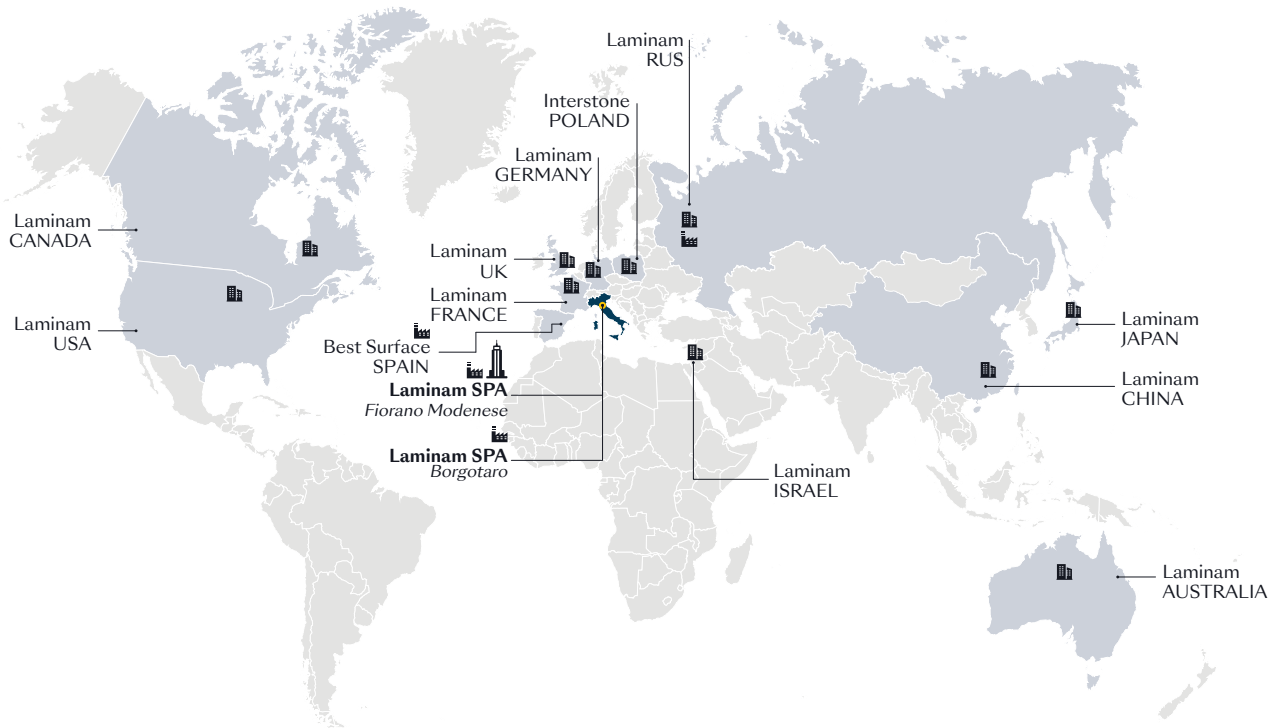 Laminam
RUS
Interstone
POLAND
Laminam
GERMANY
Laminam
CANADA
Laminam
UK
Laminam
FRANCE
Laminam
USA
Best Surface
SPAIN
Laminam
JAPAN
Laminam
CHINA
Laminam SPA
Fiorano Modenese
Laminam SPA
Borgotaro
Laminam
ISRAEL
Laminam
AUSTRALIA